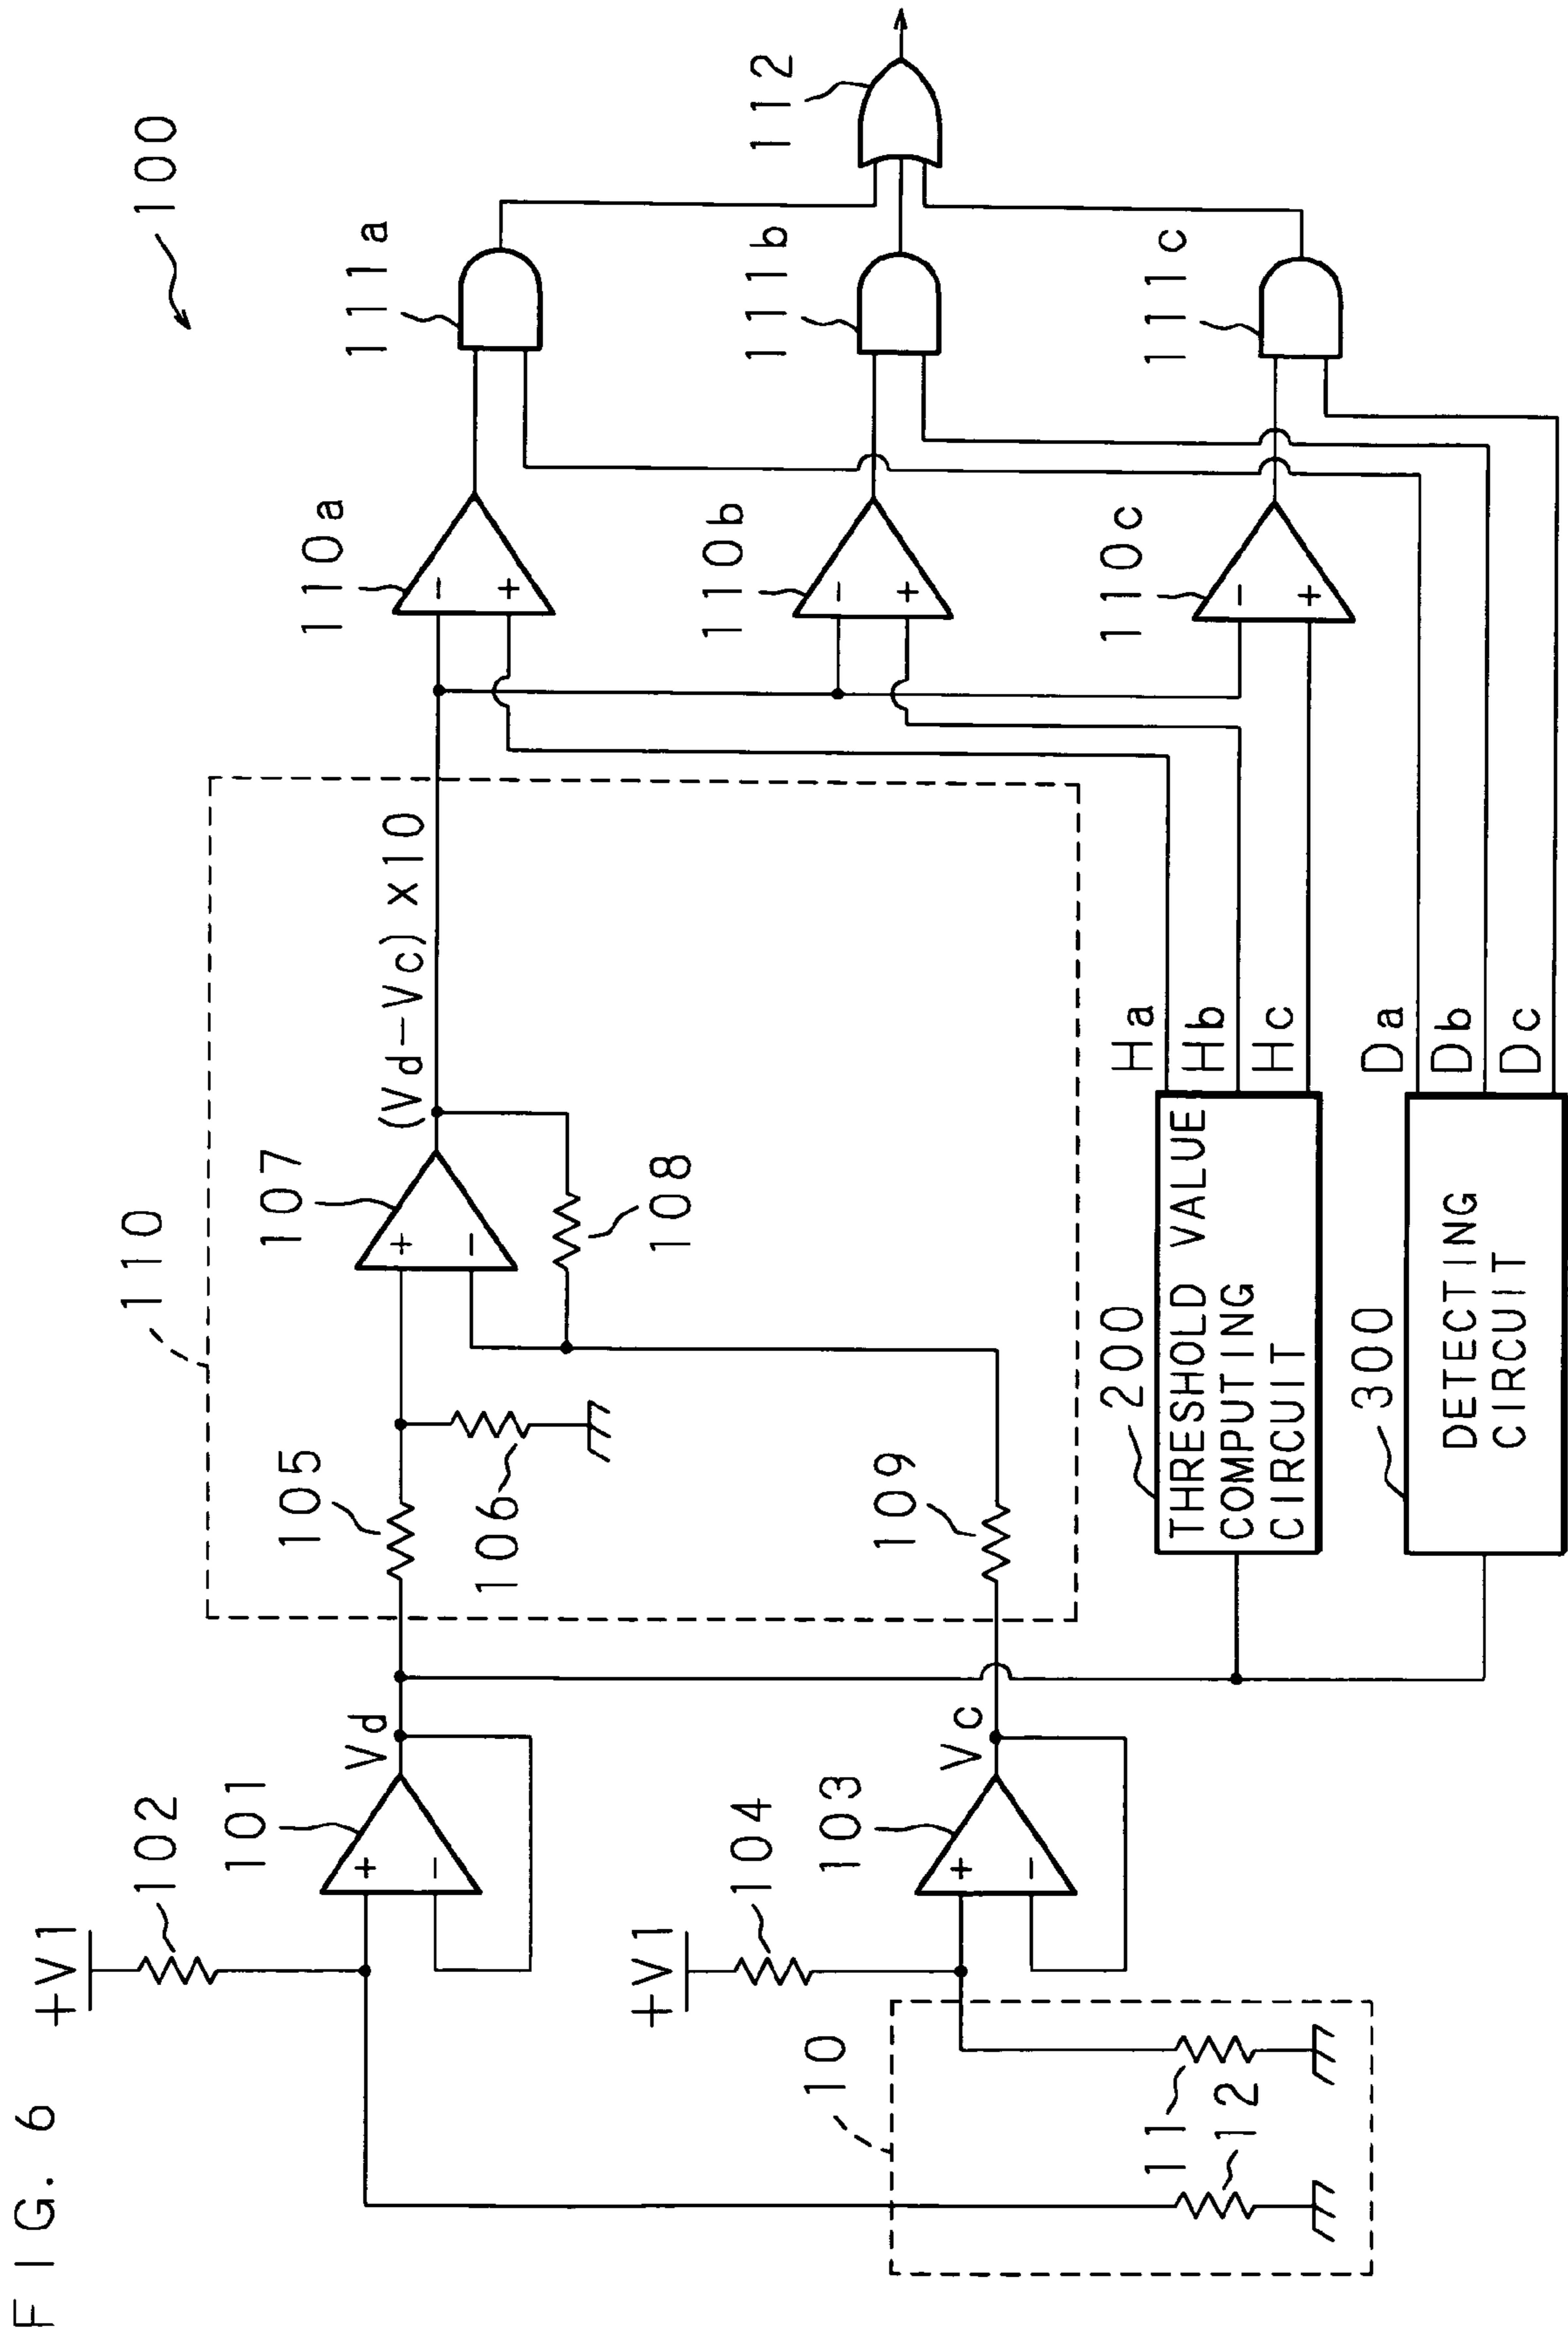 FIG. 6
100
+V1
102
101
Vd
+
−
105
106
110
107
+
−
108
(Vd−Vc)×10
110a
−
+
111a
+V1
104
103
Vc
+
−
109
110b
−
+
111b
112
10
11
12
200
THRESHOLD VALUE
COMPUTING
CIRCUIT
Ha
Hb
Hc
110c
−
+
111c
300
DETECTING
CIRCUIT
Da
Db
Dc